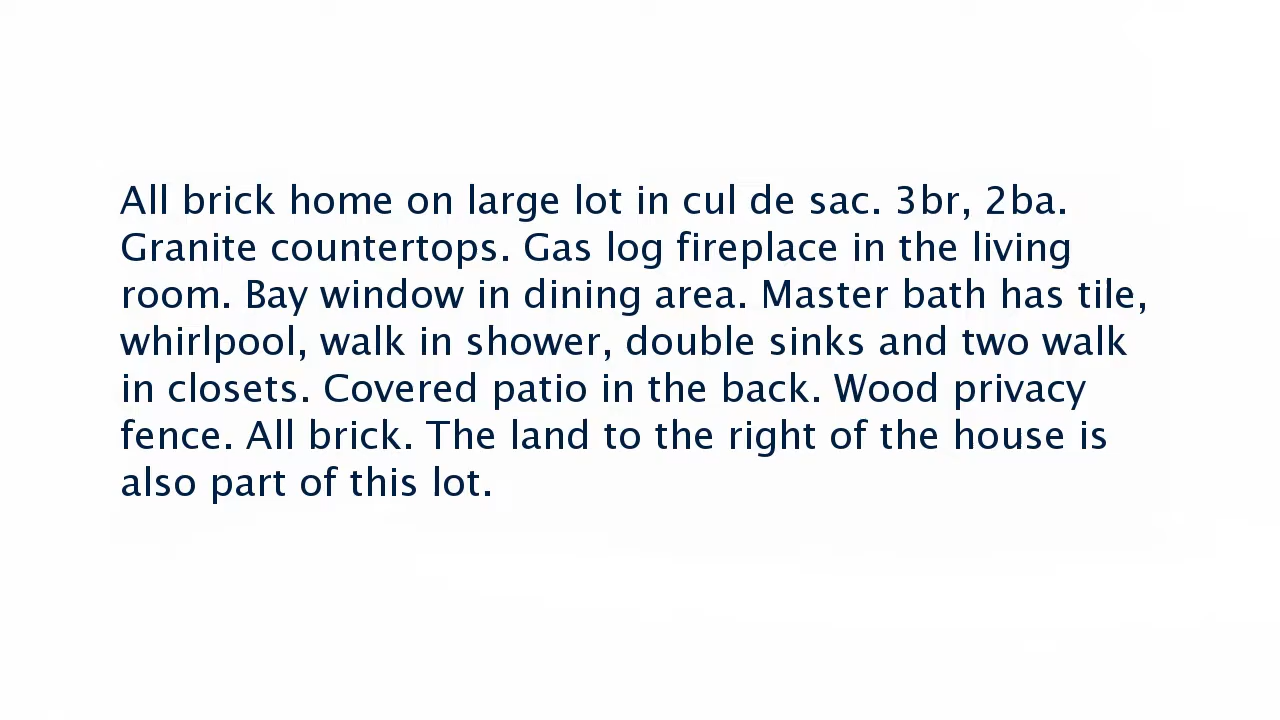 All brick home on large lot in cul de sac. 3br, 2ba.
Granite countertops. Gas log fireplace in the living
room. Bay window in dining area. Master bath has tile,
whirlpool, walk in shower, double sinks and two walk
in closets. Covered patio in the back. Wood privacy
fence. All brick. The land to the right of the house is
also part of this lot.